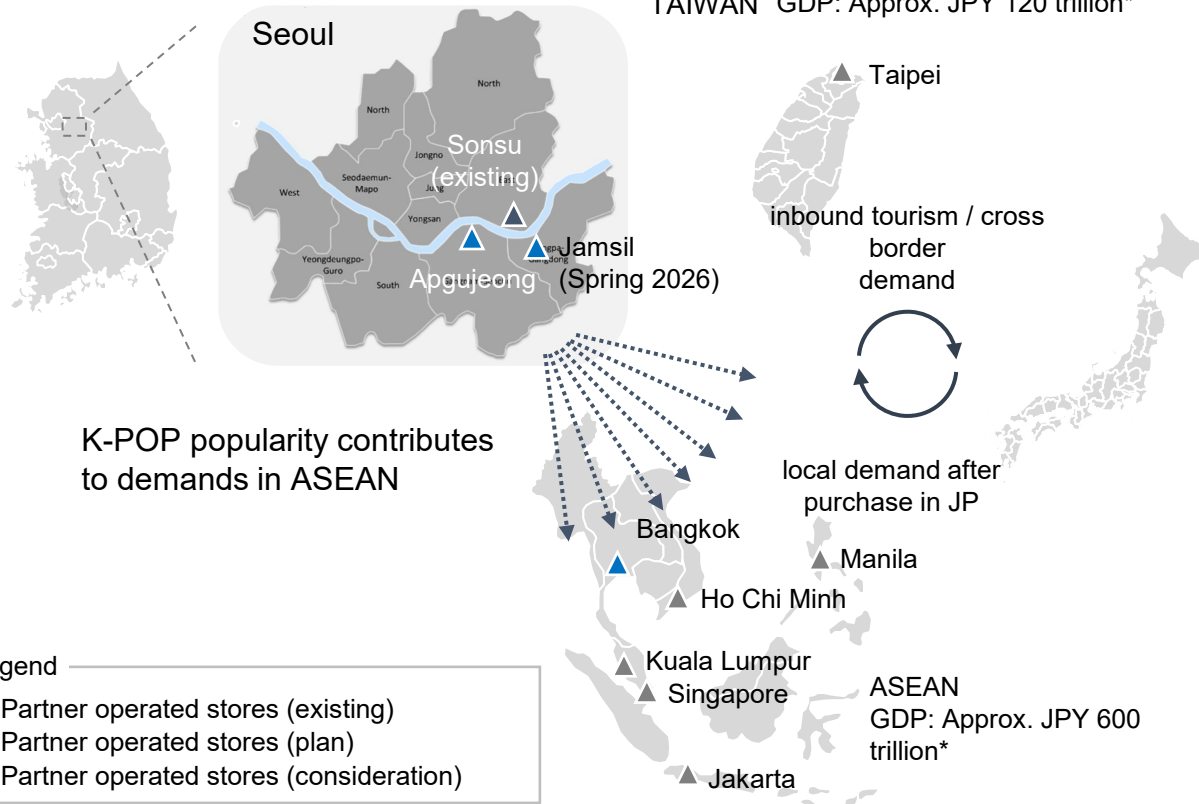 TAIWAN GDP: Approx. JPY 120 trillion*
Seoul
Taipei
North
North
Jongno
Sonsu
(existing)
Seodaemun-
Mapo
Jung
West
Yongsan
inbound tourism / cross
border
demand
Jamsil
(Spring 2026)
Yeongdeungpo-
Guro
South
Apgujeong
K-POP popularity contributes
to demands in ASEAN
local demand after
purchase in JP
Bangkok
Manila
Ho Chi Minh
Kuala Lumpur
Singapore
ASEAN
GDP: Approx. JPY 600
trillion*
Jakarta
gend
Partner operated stores (existing)
Partner operated stores (plan)
Partner operated stores (consideration)